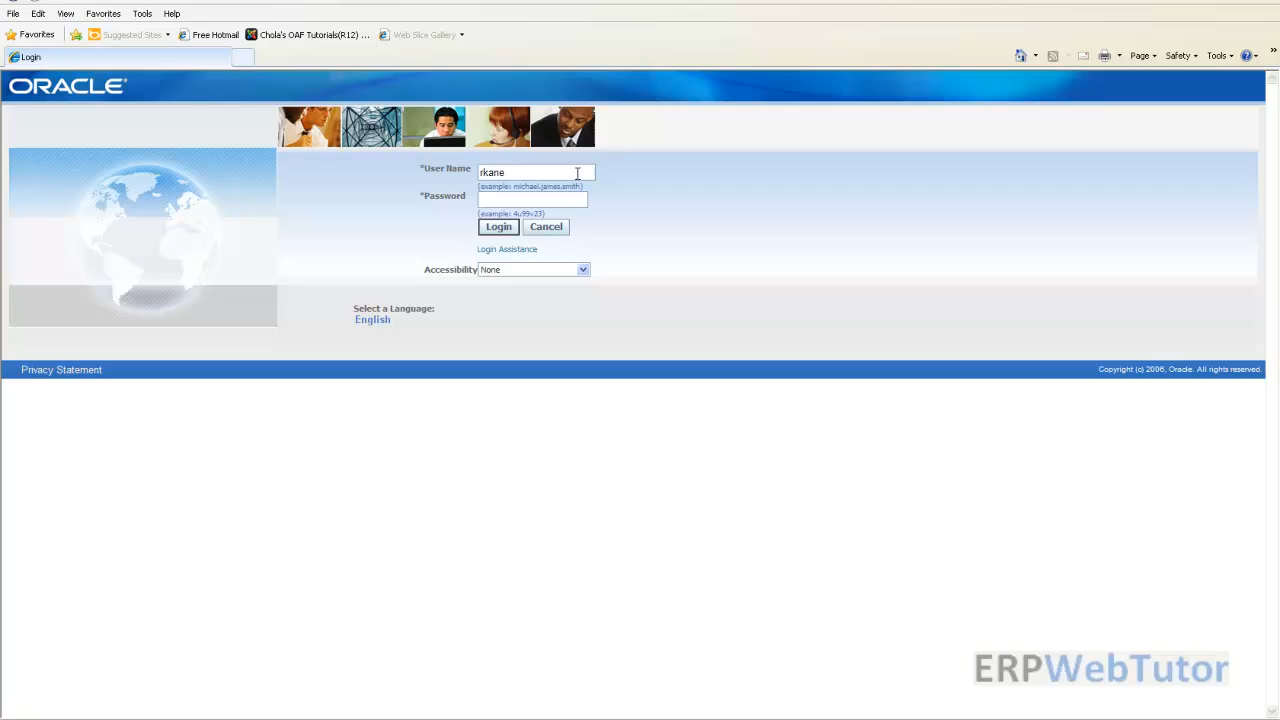 File Edit View Favorites Tools Help
Favorites Suggested Sites Free Hotmail Chola's OAF Tutorials(R12) ... Web Slice Gallery
Login Page Safety Tools
ORACLE
*User Name rkane
(example: michael.james.smith)
*Password
(example: 4u99v23)
Login Cancel
Login Assistance
Accessibility None
Select a Language:
English
Privacy Statement Copyright (c) 2006, Oracle. All rights reserved.
ERPWebTutor